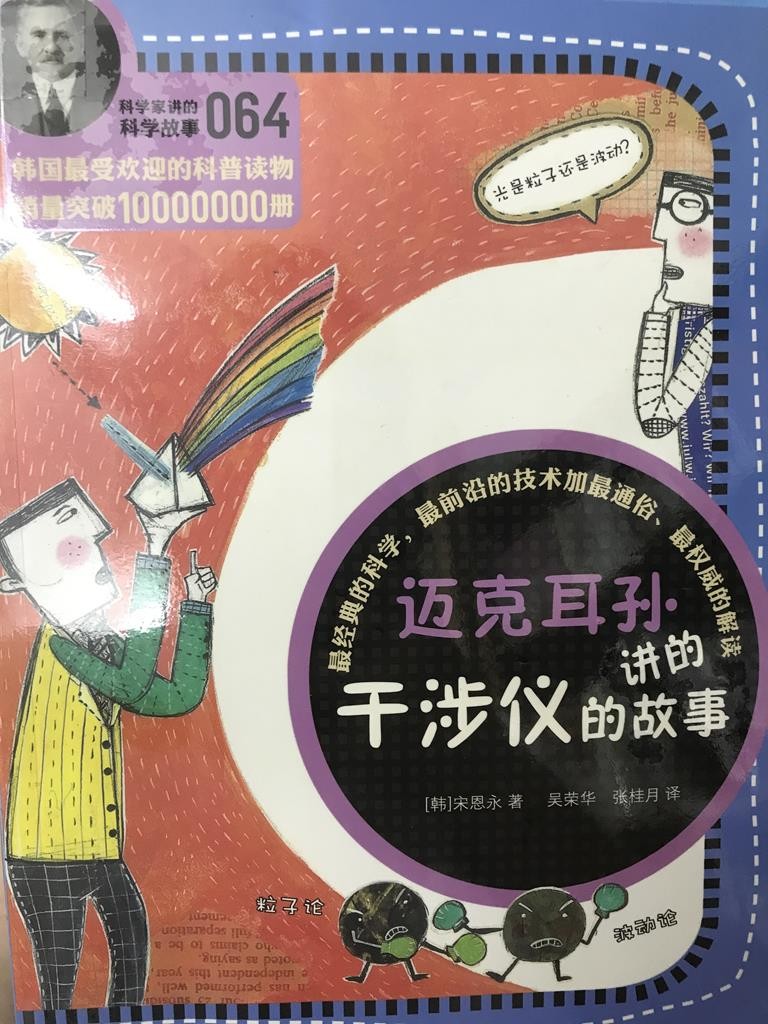 科学家讲的
科学故事 064
韩国最受欢迎的科普读物
销量突破10000000册
光是粒子还是波动?
最经典的科学，最前沿的技术加最通俗、最权威的解读
迈克耳孙
讲的
干涉仪的故事
[韩]宋恩永 著 吴荣华 张桂月 译
粒子论
波动论